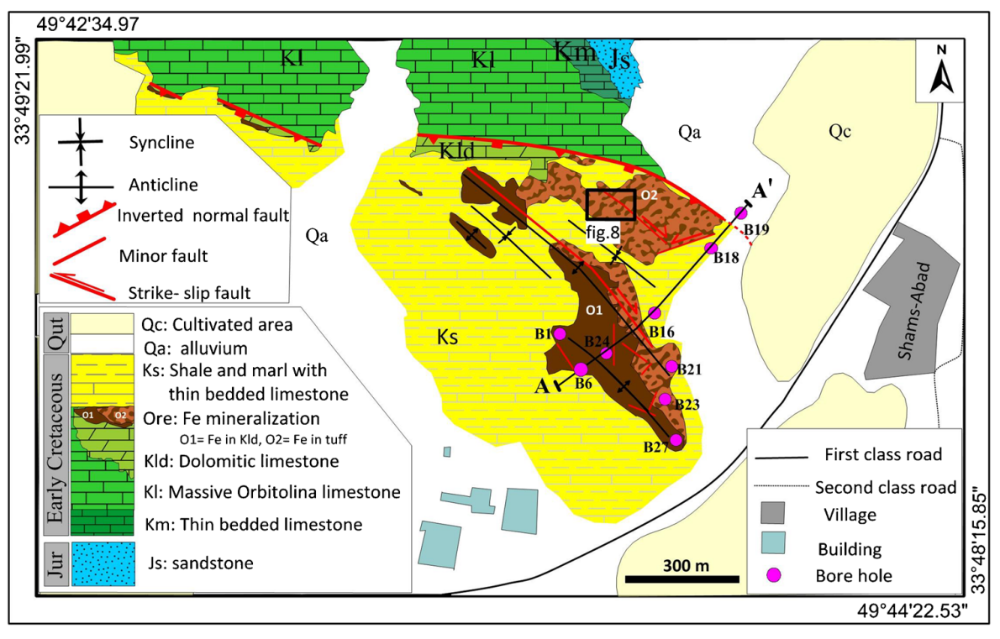 49°42'34.97
33°49'21.99"
Kl
Kl
Km
Js
N
Qa
Qc
Kld
Syncline
Anticline
Inverted normal fault
Minor fault
Strike- slip fault
Qa
O2
A'
fig.8
B19
B18
O1
Ks
B1
B24
B16
B21
A
B6
B23
B27
Shams-Abad
Qut
Qc: Cultivated area
Qa: alluvium
Early Cretaceous
Ks: Shale and marl with
thin bedded limestone
O1
O2
Ore: Fe mineralization
O1= Fe in Kld, O2= Fe in tuff
Kld: Dolomitic limestone
Kl: Massive Orbitolina limestone
Km: Thin bedded limestone
Jur
Js: sandstone
First class road
Second class road
Village
Building
Bore hole
300 m
33°48'15.85"
49°44'22.53"